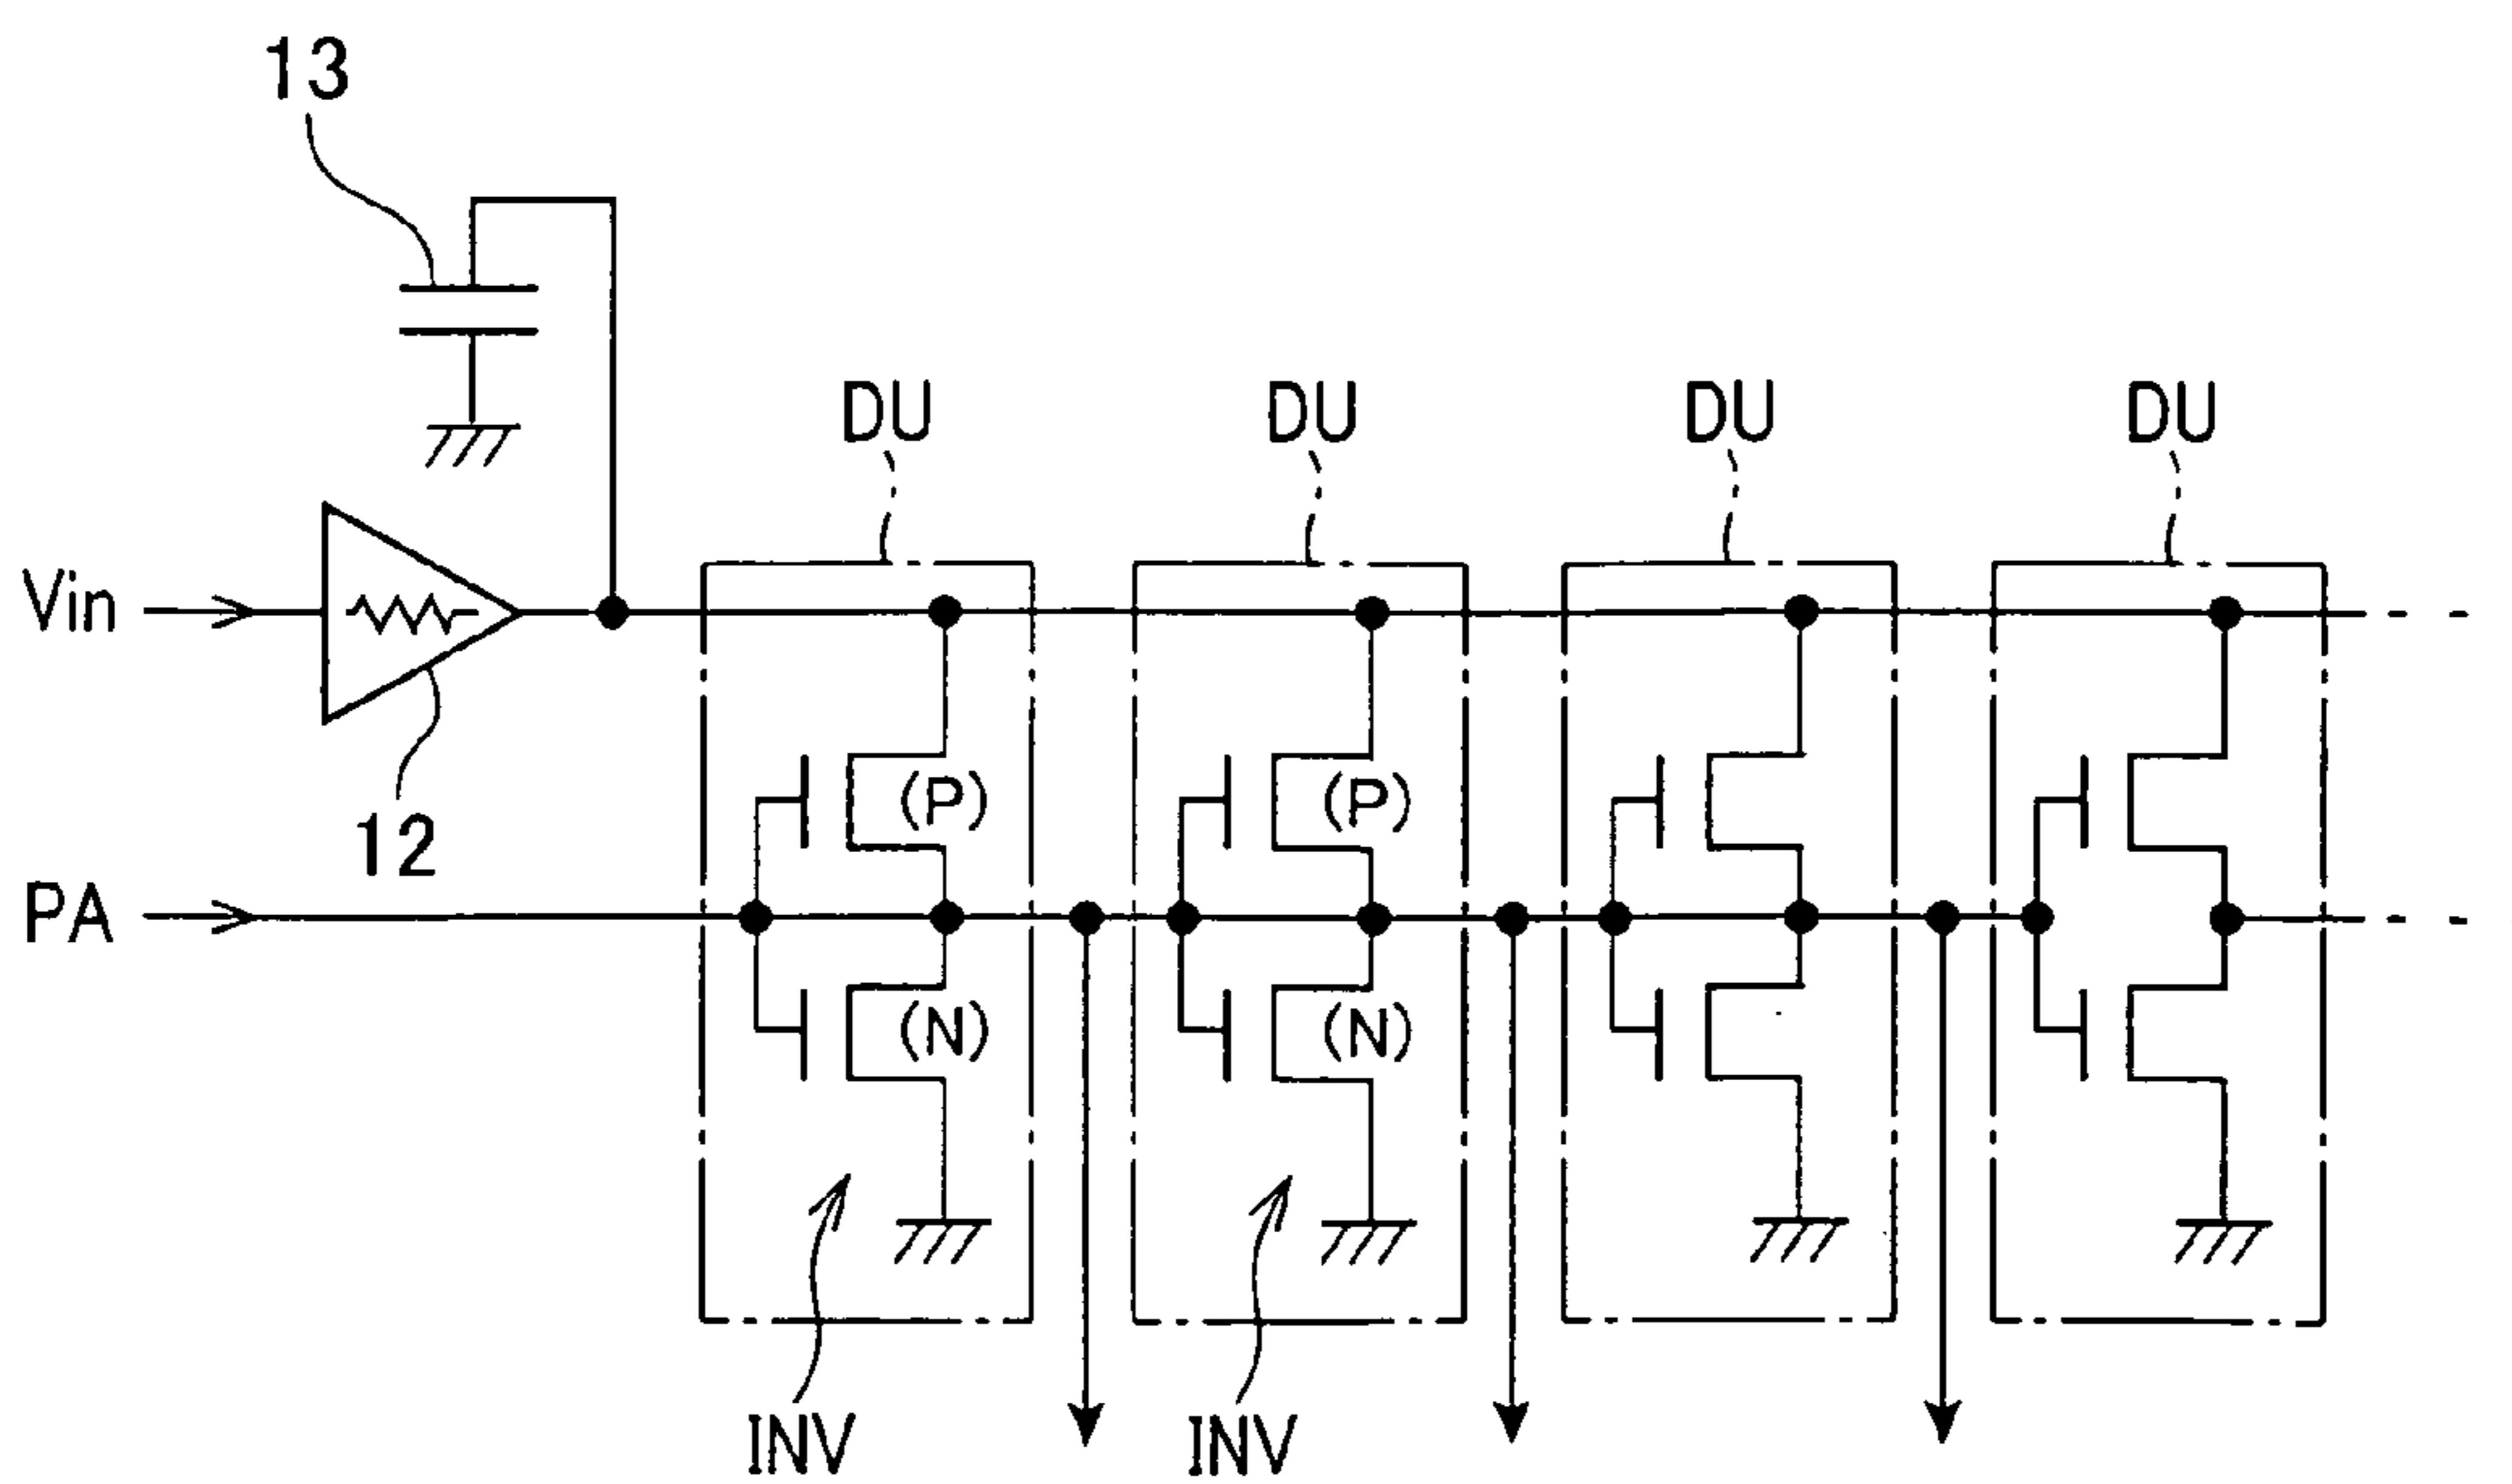 13
DU DU DU DU
Vin
(P) (P)
12
PA
(N) (N)
INV INV